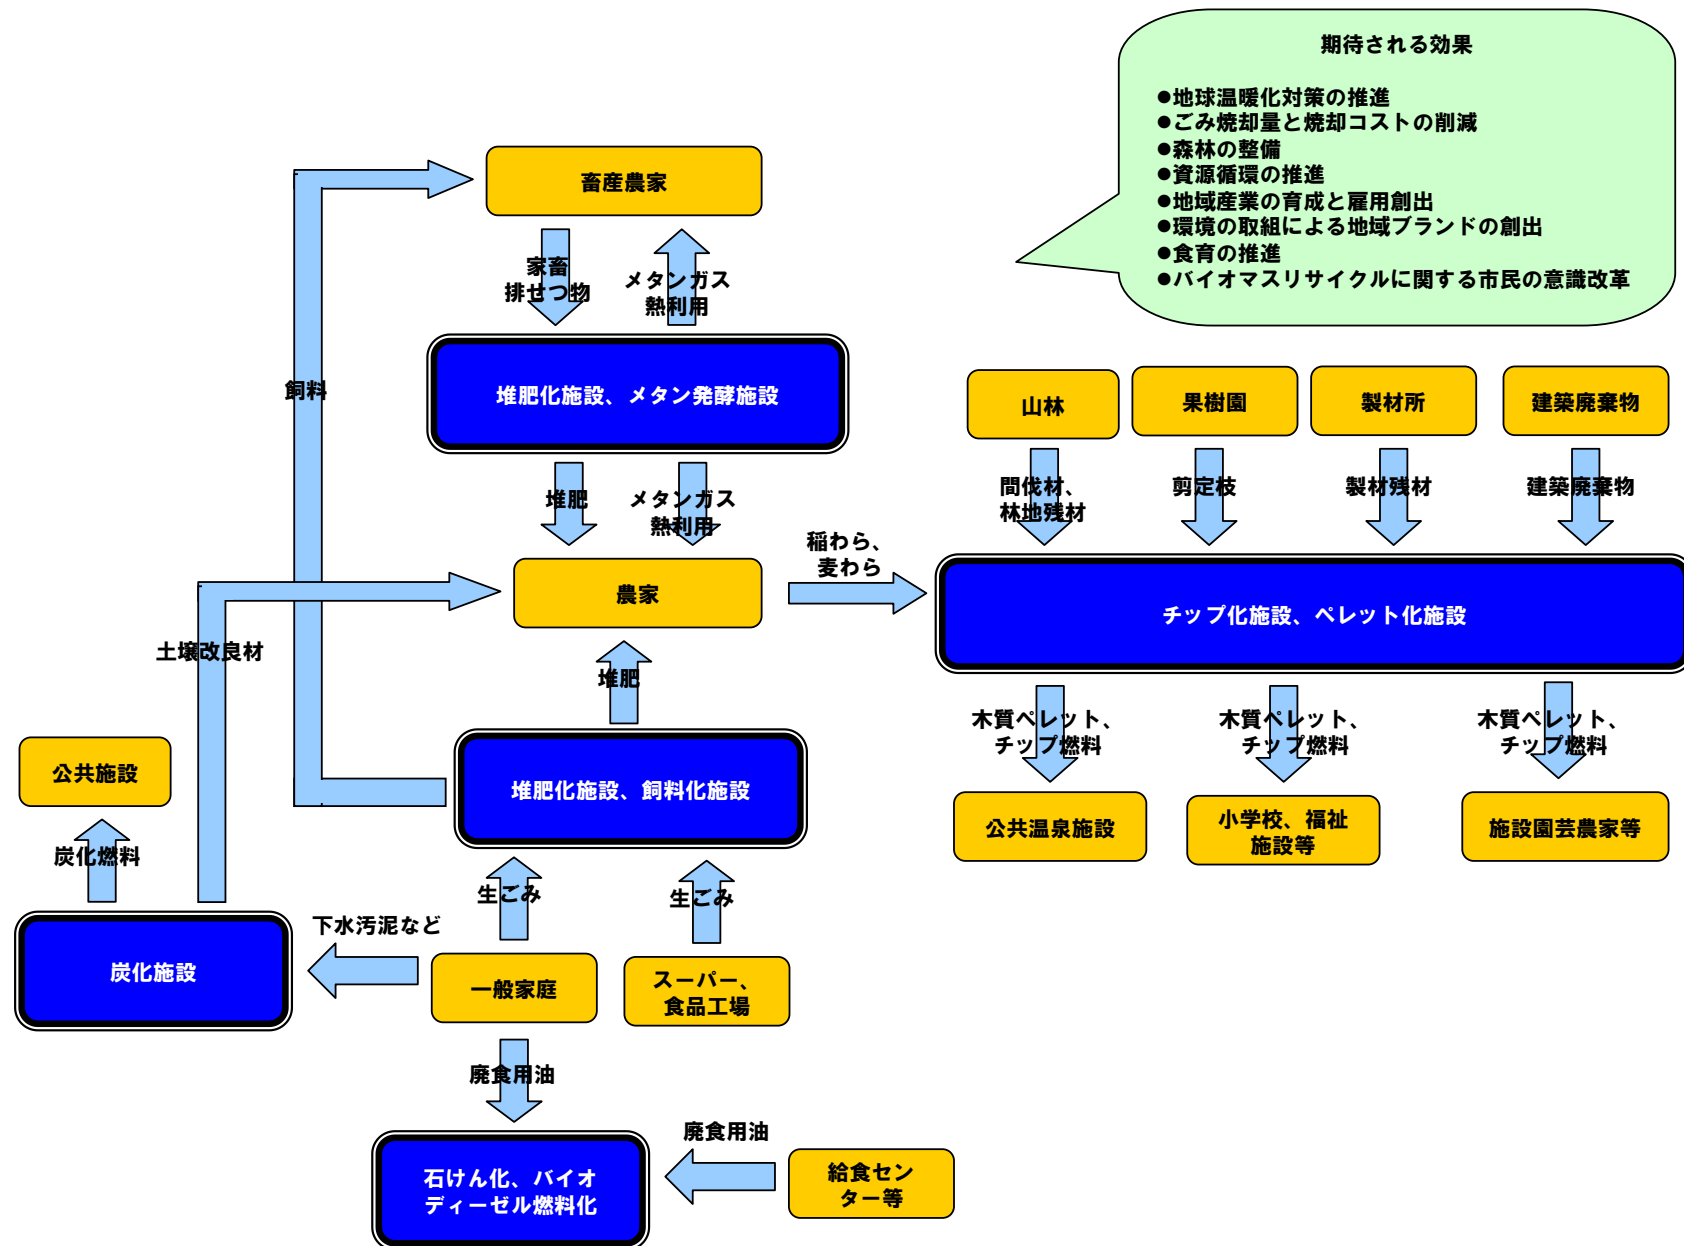 期待される効果
●地球温暖化対策の推進
●ごみ焼却量と焼却コストの削減
●森林の整備
●資源循環の推進
●地域産業の育成と雇用創出
●環境の取組による地域ブランドの創出
●食育の推進
●バイオマスリサイクルに関する市民の意識改革
畜産農家
家畜
排せつ物
メタンガス
熱利用
飼料
堆肥化施設、メタン発酵施設
堆肥
メタンガス
熱利用
山林
果樹園
製材所
建築廃棄物
間伐材、
林地残材
剪定枝
製材残材
建築廃棄物
稲わら、
麦わら
農家
チップ化施設、ペレット化施設
土壌改良材
堆肥
木質ペレット、
チップ燃料
木質ペレット、
チップ燃料
木質ペレット、
チップ燃料
公共施設
堆肥化施設、飼料化施設
公共温泉施設
小学校、福祉
施設等
施設園芸農家等
炭化燃料
生ごみ
生ごみ
下水汚泥など
炭化施設
一般家庭
スーパー、
食品工場
廃食用油
廃食用油
石けん化、バイオ
ディーゼル燃料化
給食セン
ター等